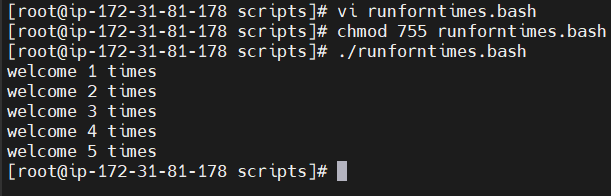 [root@ip-172-31-81-178 scripts]# vi runforntimes.bash
[root@ip-172-31-81-178 scripts]# chmod 755 runforntimes.bash
[root@ip-172-31-81-178 scripts]# ./runforntimes.bash
welcome 1 times
welcome 2 times
welcome 3 times
welcome 4 times
welcome 5 times
[root@ip-172-31-81-178 scripts]#